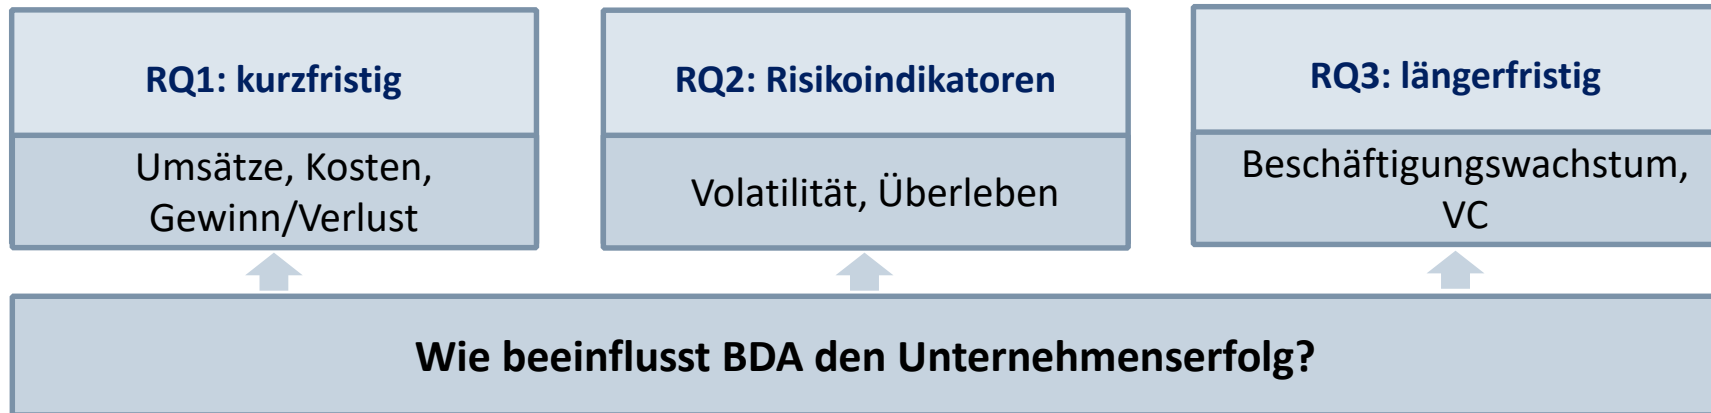 RQ1: kurzfristig
Umsätze, Kosten,
Gewinn/Verlust
RQ2: Risikoindikatoren
Volatilität, Überleben
RQ3: längerfristig
Beschäftigungswachstum,
VC
Wie beeinflusst BDA den Unternehmenserfolg?